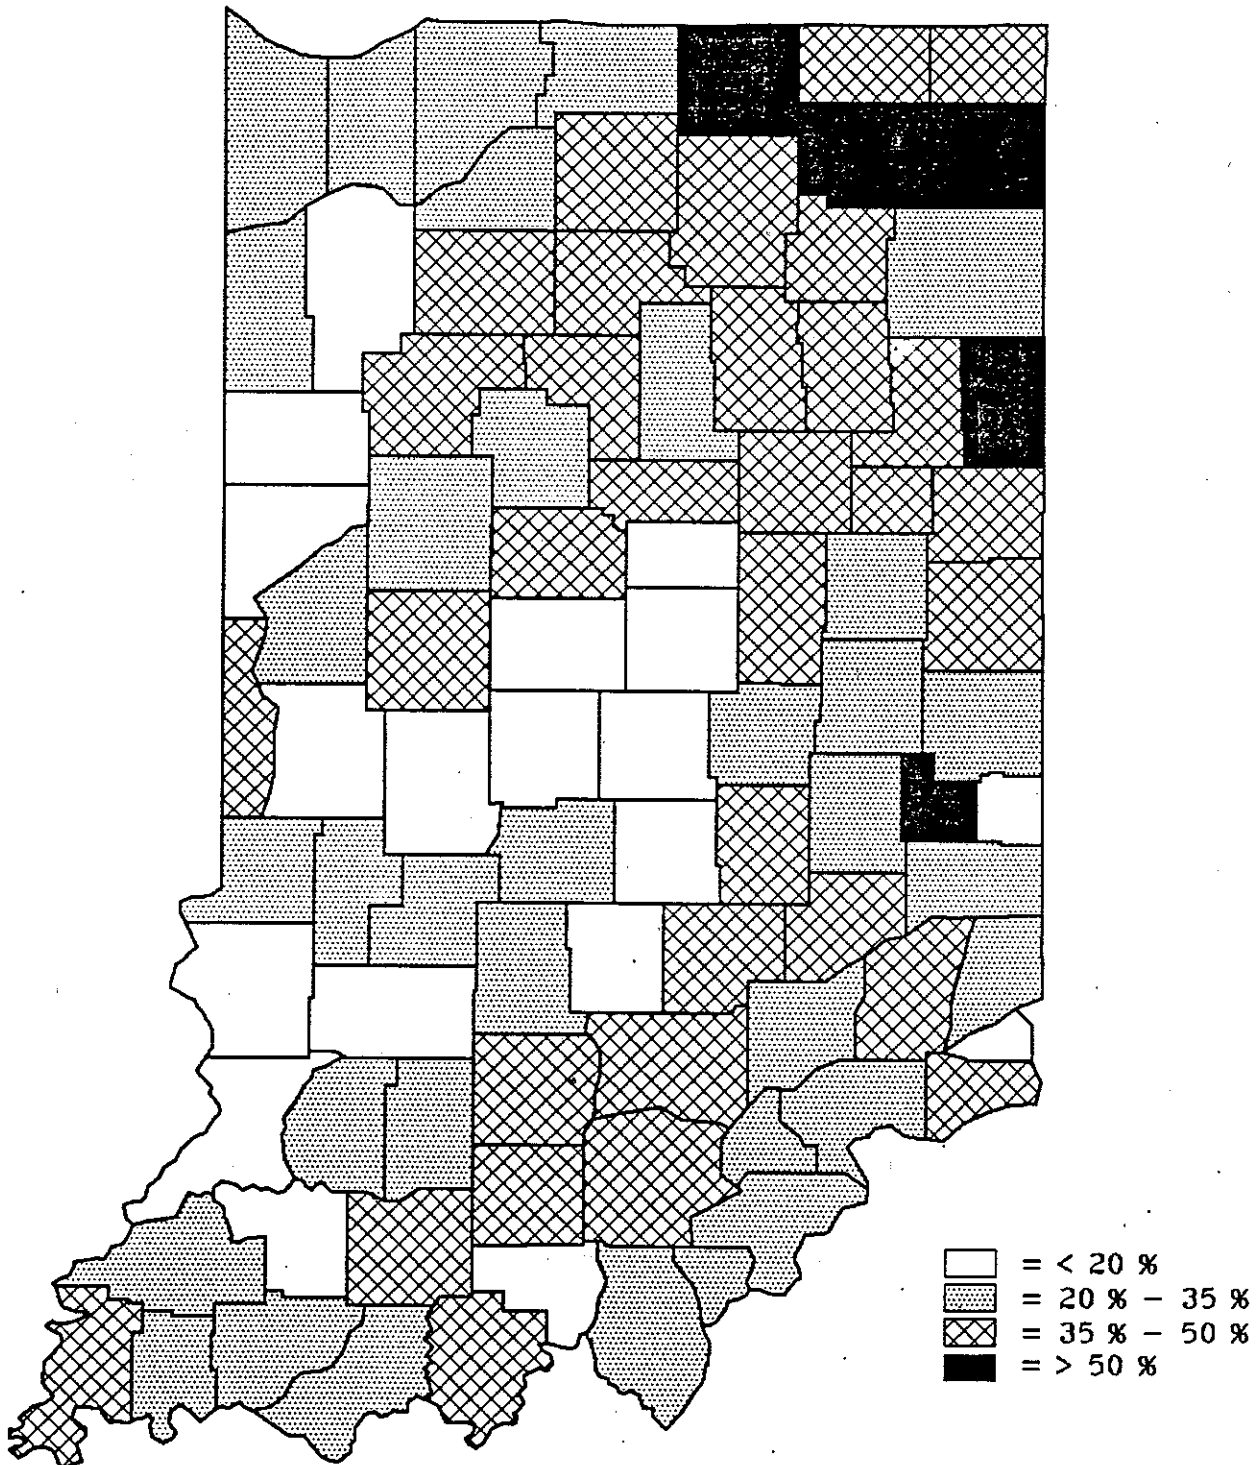 = < 20 %
= 20 % - 35 %
= 35 % - 50 %
= > 50 %